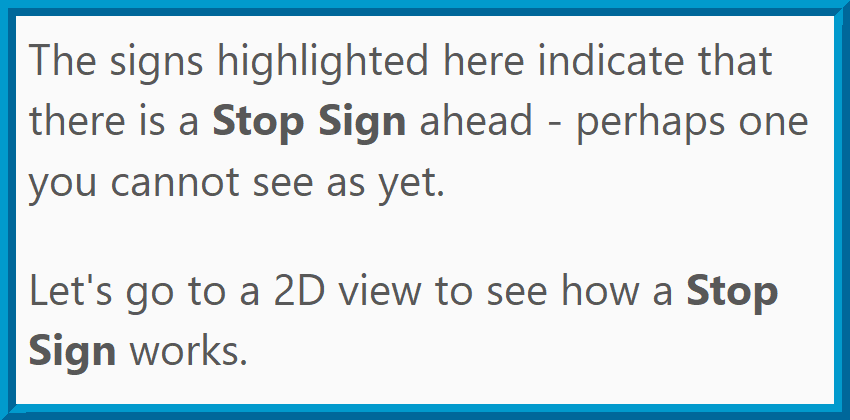 The signs highlighted here indicate that
there is a Stop Sign ahead - perhaps one
you cannot see as yet.
Let's go to a 2D view to see how a Stop
Sign works.